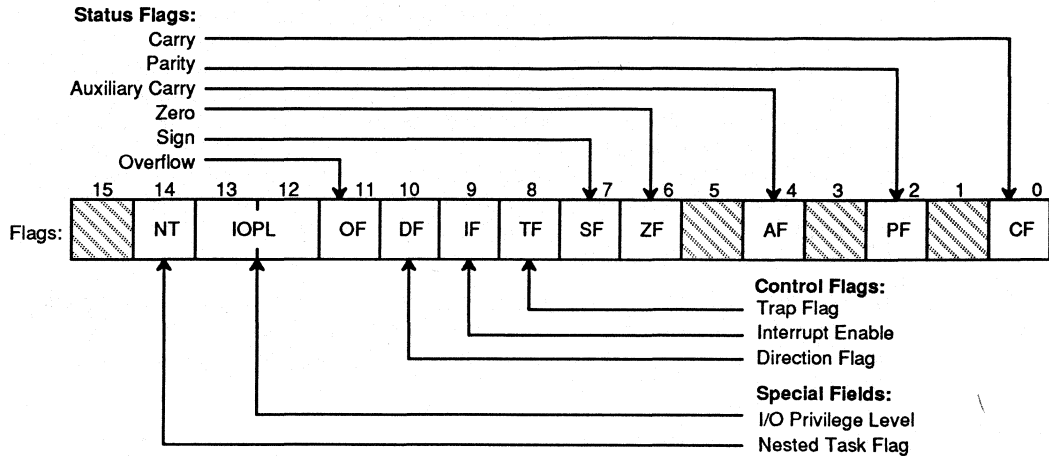 Status Flags:
Carry
Parity
Auxiliary Carry
Zero
Sign
Overflow
15 14 13 12 11 10 9 8 7 6 5 4 3 2 1 0
Flags: NT IOPL OF DF IF TF SF ZF AF PF CF
Control Flags:
Trap Flag
Interrupt Enable
Direction Flag
Special Fields:
I/O Privilege Level
Nested Task Flag